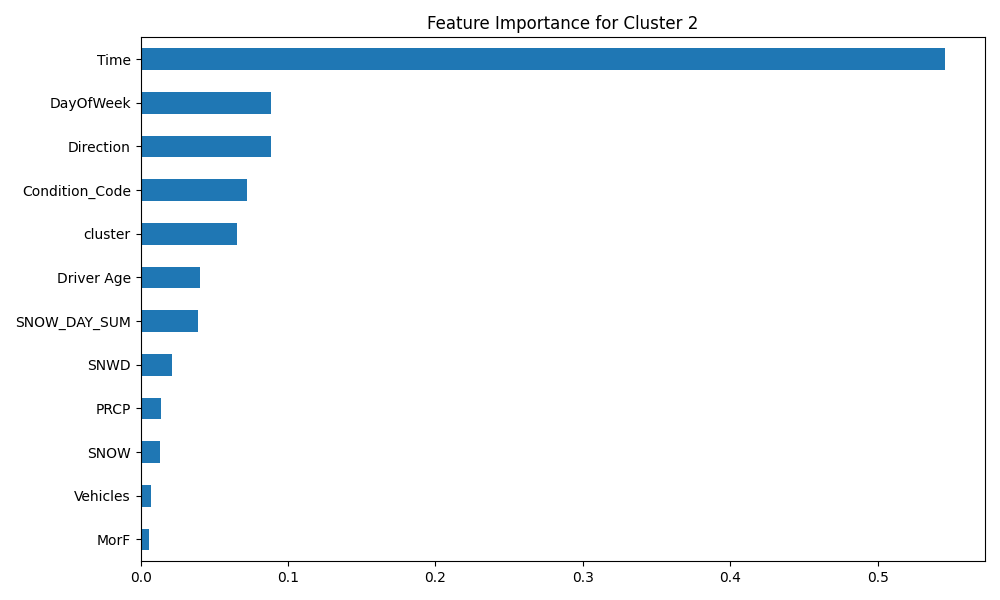 Feature Importance for Cluster 2
Time
DayOfWeek
Direction
Condition_Code
cluster
Driver Age
SNOW_DAY_SUM
SNWD
PRCP
SNOW
Vehicles
MorF
0.0 0.1 0.2 0.3 0.4 0.5